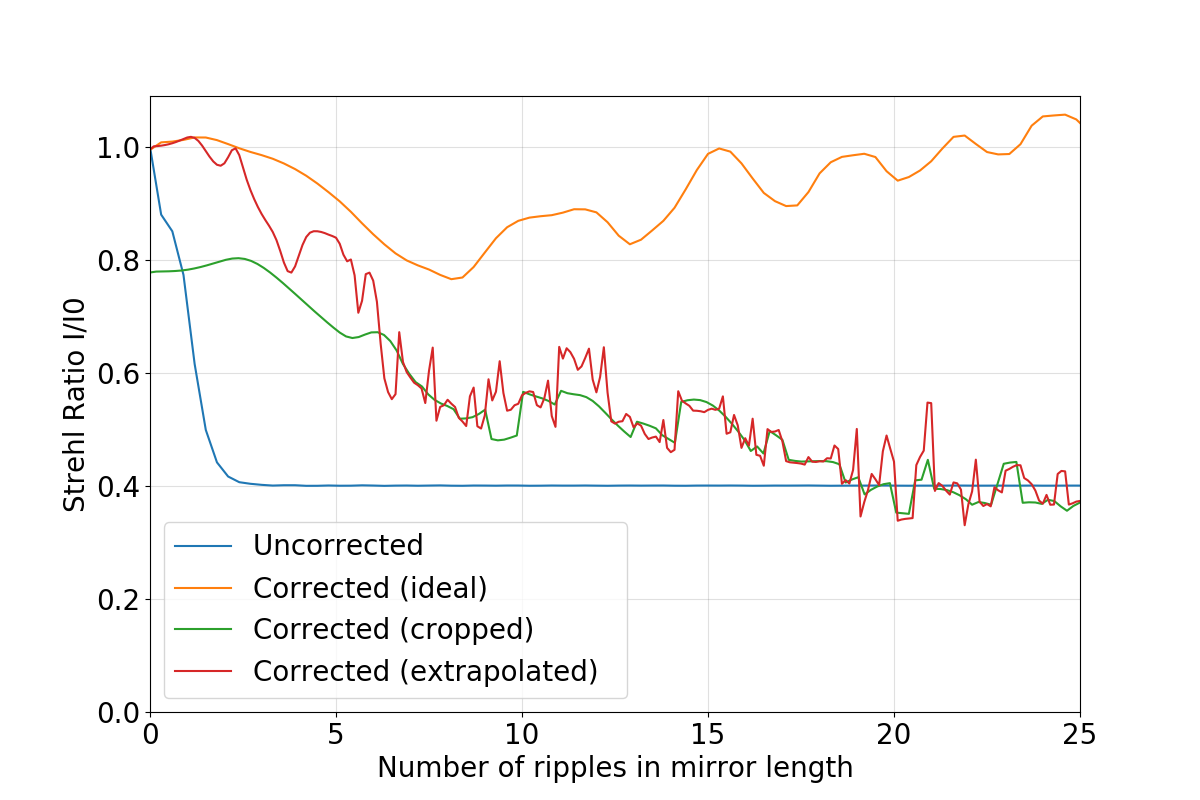 1.0
0.8
0.6
0.4
0.2
0.0
Strehl Ratio I/I0
Uncorrected
Corrected (ideal)
Corrected (cropped)
Corrected (extrapolated)
0 5 10 15 20 25
Number of ripples in mirror length